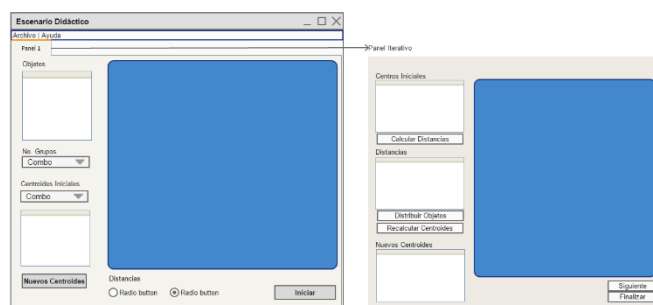 Escenario Didáctico
Archivo | Ayuda
Panel 1
Objetos
No. Grupos
Combo
Centroides Iniciales
Combo
Nuevos Centroides
Distancias
Radio button
Radio button
Iniciar
Panel Iterativo
Centros Iniciales
Calcular Distancias
Distancias
Distribuir Objetos
Recalcular Centroides
Nuevos Centroides
Siguiente
Finalizar